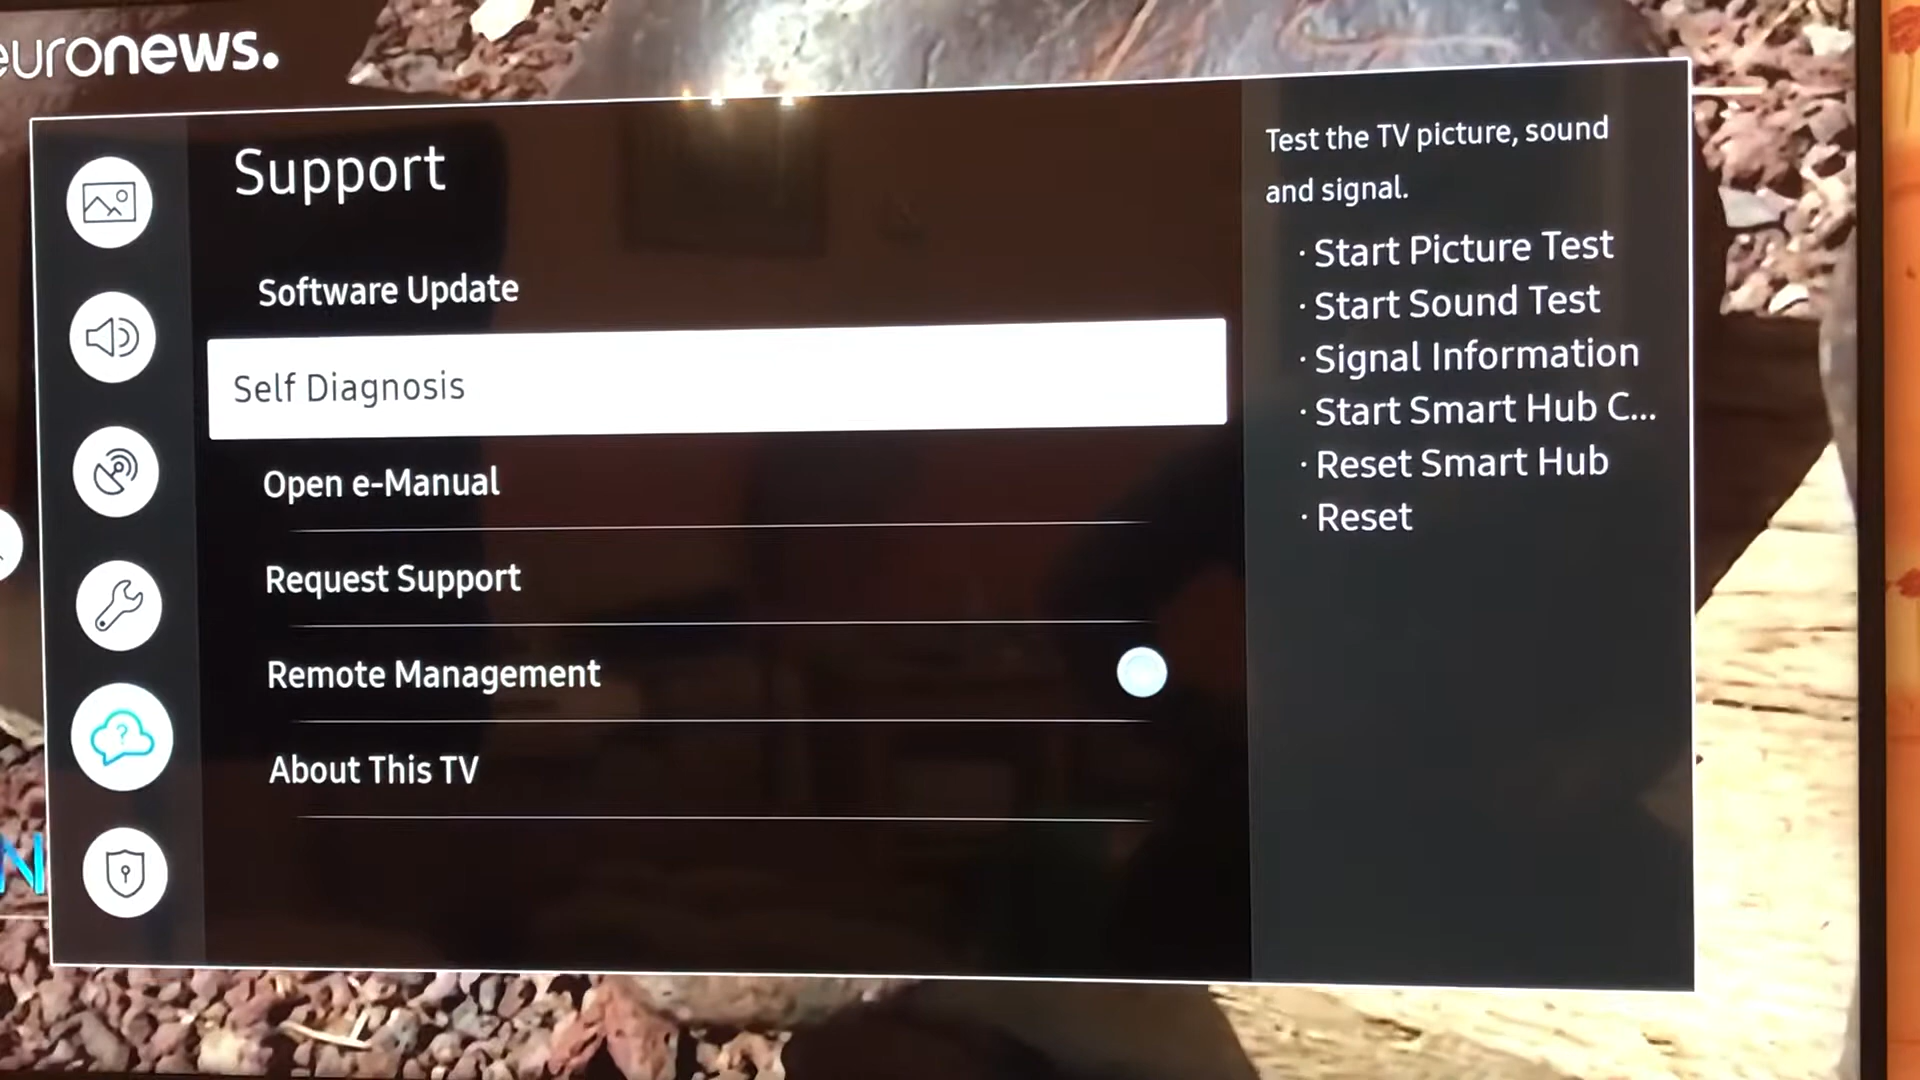 euronews.
Support
Software Update
Self Diagnosis
Open e-Manual
Request Support
Remote Management
About This TV
Test the TV picture, sound
and signal.
· Start Picture Test
· Start Sound Test
· Signal Information
· Start Smart Hub C...
· Reset Smart Hub
· Reset
N